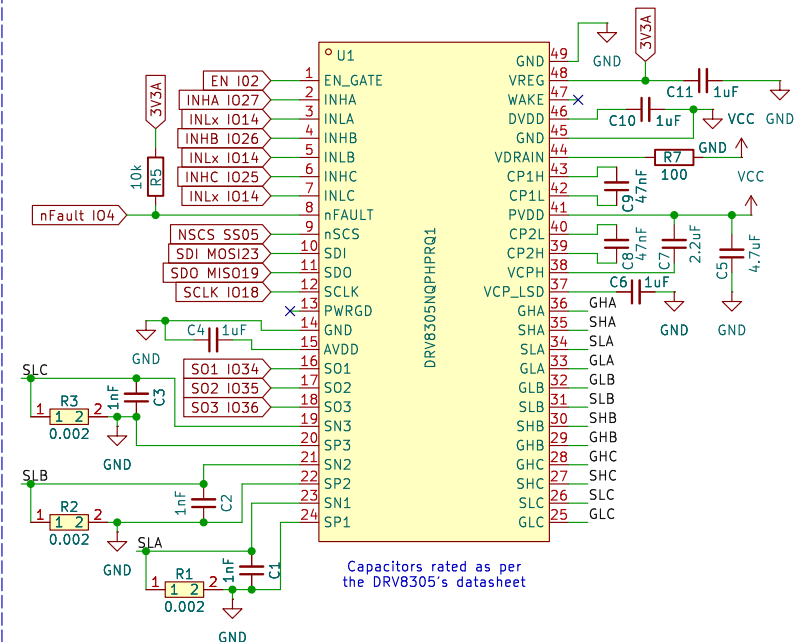 3V3A
49
U1
GND
GND
EN IO2
1
EN_GATE
VREG
48
C11
1uF
GND
3V3A
INHA IO27
2
INHA
WAKE
47
INLx IO14
3
INLA
DVDD
46
C10
1uF
VCC
INHB IO26
4
INHB
GND
45
GND
INLx IO14
5
INLB
VDRAIN
44
R7
100
10k
R5
INHC IO25
6
INHC
CP1H
43
C9
47nF
VCC
INLx IO14
7
INLC
CP1L
42
nFault IO4
8
nFAULT
PVDD
41
NSCS SS05
9
nSCS
CP2L
40
C8
47nF
C7
2.2uF
C5
4.7uF
SDI MOSI23
10
SDI
CP2H
39
SDO MISO19
11
SDO
VCPH
38
SCLK IO18
12
SCLK
VCP_LSD
37
C6
1uF
13
PWRGD
GHA
36
GHA
GND
GND
14
GND
SHA
35
SHA
C4
1uF
GND
15
AVDD
SLA
34
SLA
SO1 IO34
16
SO1
GLA
33
GLA
SLC
SO2 IO35
17
SO2
GLB
32
GLB
SO3 IO36
18
SO3
SLB
31
SLB
R3
1nF
C3
1
1 2
2
0.002
19
SN3
SHB
30
SHB
20
SP3
GHB
29
GHB
GND
21
SN2
GHC
28
GHC
SLB
22
SP2
SHC
27
SHC
R2
1nF
C2
1
1 2
2
0.002
23
SN1
SLC
26
SLC
24
SP1
GLC
25
GLC
DRV8305NQPHPRQ1
SLA
GND
R1
1nF
C1
1
1 2
2
0.002
GND
Capacitors rated as per
the DRV8305's datasheet